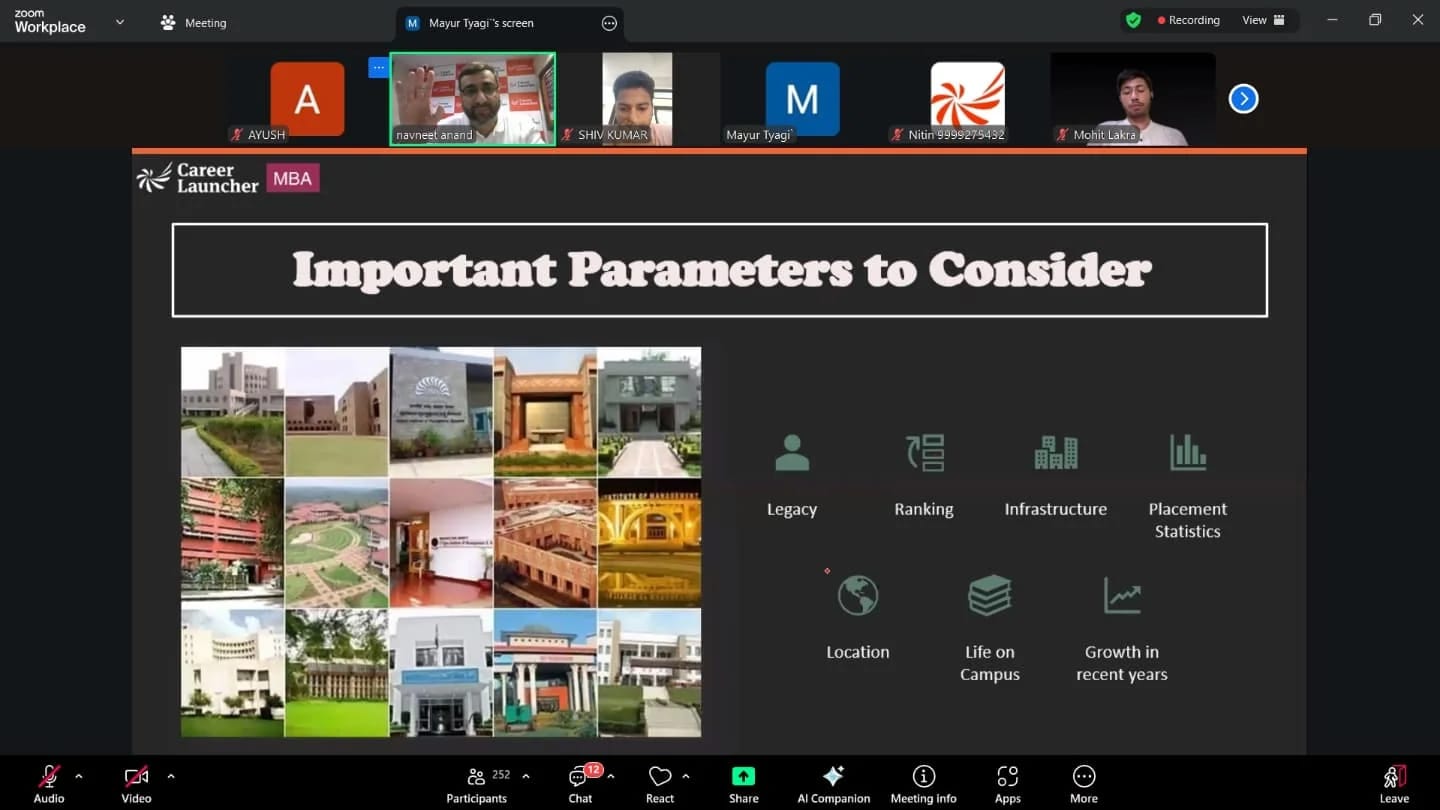 zoom
Workplace
Meeting
M Mayur Tyagi`'s screen
Recording
View
A
AYUSH
navneet anand
SHIV KUMAR
M
Mayur Tyagi`
Nitin 9999275432
Mohit Lakra
Career
Launcher
MBA
Important Parameters to Consider
Legacy
Ranking
Infrastructure
Placement
Statistics
Location
Life on
Campus
Growth in
recent years
Audio
Video
252
Participants
12
Chat
React
Share
AI Companion
Meeting info
Apps
More
Leave